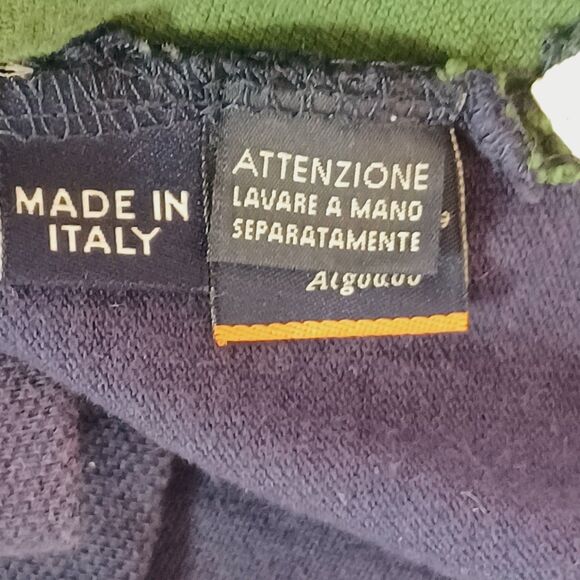 MADE IN
ITALY
ATTENZIONE
LAVARE A MANO
SEPARATAMENTE